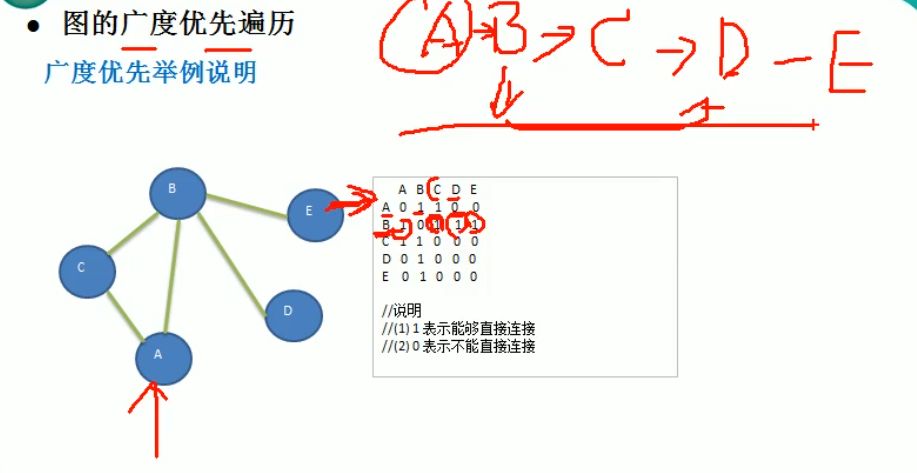 ● 图的广度优先遍历
广度优先举例说明
A → B → C → D — E
B
E
C
D
A
A B C D E
A 0 1 1 0 0
B 1 0 1 1 1
C 1 1 0 0 0
D 0 1 0 0 0
E 0 1 0 0 0
//说明
//(1) 1 表示能够直接连接
//(2) 0 表示不能直接连接